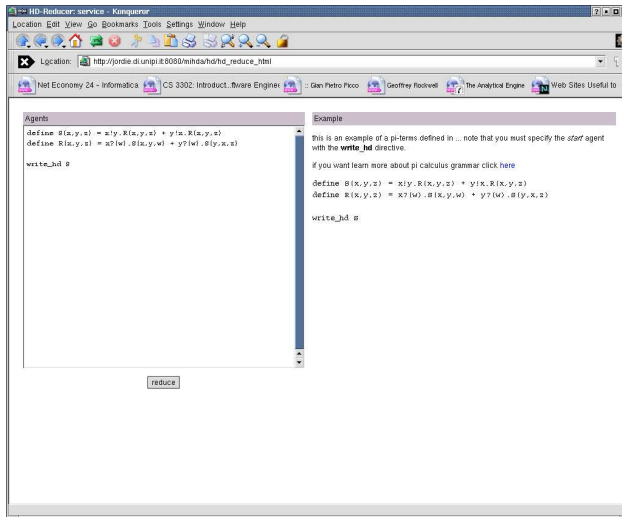 HD-Reducer: service - Konqueror
Location Edit View Go Bookmarks Tools Settings Window Help
Location: http://jordie.di.unipi.it:8080/mihda/hd/hd_reduce_html
Net Economy 24 - Informatica CS 3302: Introduct..ftware Engineer :: Gian Pietro Picco Geoffrey Rockwell The Analytical Engine Web Sites Useful to
Agents
define S(x,y,z) = x!y.R(x,y,z) + y!x.R(x,y,z)
define R(x,y,z) = x?(w).S(x,y,w) + y?(w).S(y,x,z)
write_hd S
reduce
Example
this is an example of a pi-terms defined in ... note that you must specify the start agent
with the write_hd directive.
if you want learn more about pi calculus grammar click here
define S(x,y,z) = x!y.R(x,y,z) + y!x.R(x,y,z)
define R(x,y,z) = x?(w).S(x,y,w) + y?(w).S(y,x,z)
write_hd S